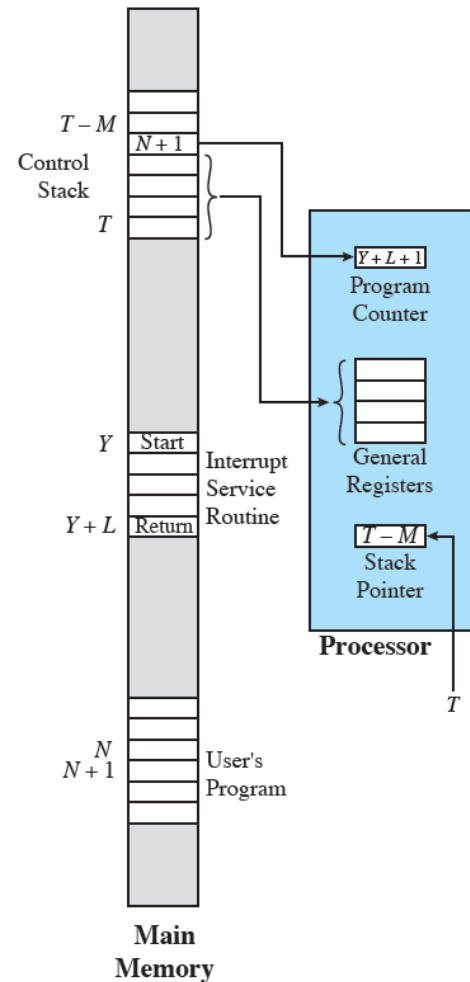 T – M
N + 1
Control
Stack
T
Y + L + 1
Program
Counter
Y
Start
Interrupt
Service
Routine
General
Registers
Y + L
Return
T – M
Stack
Pointer
Processor
T
N
N + 1
User's
Program
Main
Memory